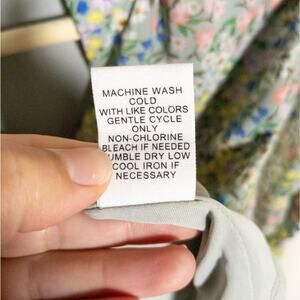 MACHINE WASH
COLD
WITH LIKE COLORS
GENTLE CYCLE
ONLY
NON-CHLORINE
BLEACH IF NEEDED
UMBLE DRY LOW
COOL IRON IF
NECESSARY